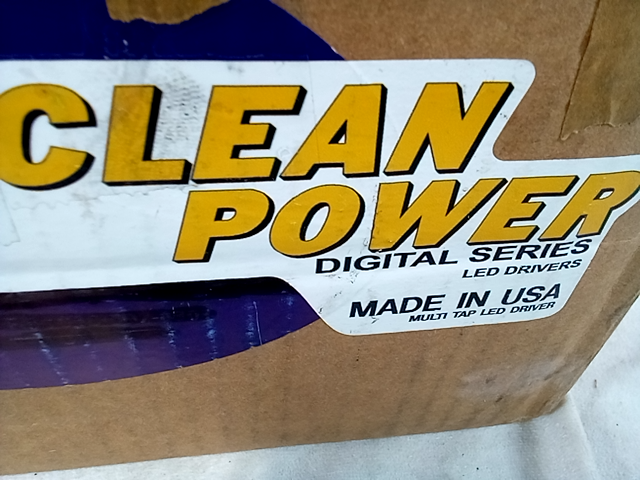 CLEAN
POWER
DIGITAL SERIES
LED DRIVERS
MADE IN USA
MULTI TAP LED DRIVER